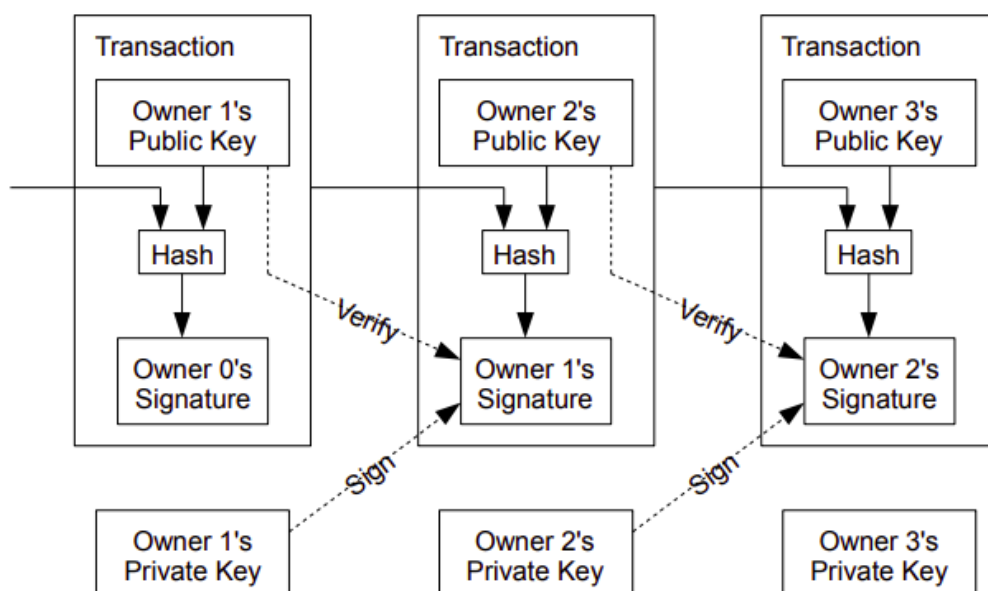 Transaction
Transaction
Transaction
Owner 1's
Public Key
Owner 2's
Public Key
Owner 3's
Public Key
Hash
Hash
Hash
Verify
Verify
Owner 0's
Signature
Owner 1's
Signature
Owner 2's
Signature
Sign
Sign
Owner 1's
Private Key
Owner 2's
Private Key
Owner 3's
Private Key